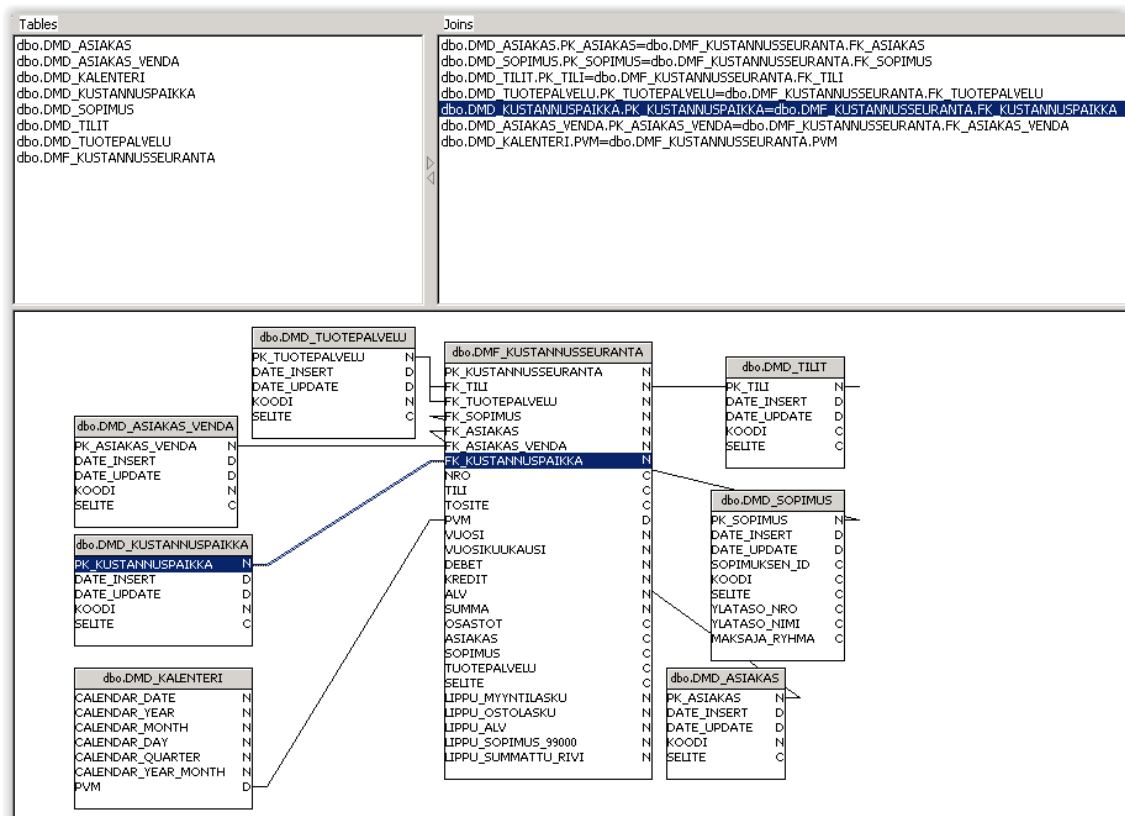 Tables
dbo.DMD_ASIAKAS
dbo.DMD_ASIAKAS_VENDA
dbo.DMD_KALENTERI
dbo.DMD_KUSTANNUSPAIKKA
dbo.DMD_SOPIMUS
dbo.DMD_TILIT
dbo.DMD_TUOTEPALVELU
dbo.DMF_KUSTANNUSSEURANTA
Joins
dbo.DMD_ASIAKAS.PK_ASIAKAS=dbo.DMF_KUSTANNUSSEURANTA.FK_ASIAKAS
dbo.DMD_SOPIMUS.PK_SOPIMUS=dbo.DMF_KUSTANNUSSEURANTA.FK_SOPIMUS
dbo.DMD_TILIT.PK_TILI=dbo.DMF_KUSTANNUSSEURANTA.FK_TILI
dbo.DMD_TUOTEPALVELU.PK_TUOTEPALVELU=dbo.DMF_KUSTANNUSSEURANTA.FK_TUOTEPALVELU
dbo.DMD_KUSTANNUSPAIKKA.PK_KUSTANNUSPAIKKA=dbo.DMF_KUSTANNUSSEURANTA.FK_KUSTANNUSPAIKKA
dbo.DMD_ASIAKAS_VENDA.PK_ASIAKAS_VENDA=dbo.DMF_KUSTANNUSSEURANTA.FK_ASIAKAS_VENDA
dbo.DMD_KALENTERI.PVM=dbo.DMF_KUSTANNUSSEURANTA.PVM
dbo.DMD_TUOTEPALVELU
PK_TUOTEPALVELU N
DATE_INSERT D
DATE_UPDATE D
KOODI N
SELITE C
dbo.DMD_ASIAKAS_VENDA
PK_ASIAKAS_VENDA N
DATE_INSERT D
DATE_UPDATE D
KOODI N
SELITE C
dbo.DMD_KUSTANNUSPAIKKA
PK_KUSTANNUSPAIKKA N
DATE_INSERT D
DATE_UPDATE D
KOODI N
SELITE C
dbo.DMD_KALENTERI
CALENDAR_DATE N
CALENDAR_YEAR N
CALENDAR_MONTH N
CALENDAR_DAY N
CALENDAR_QUARTER N
CALENDAR_YEAR_MONTH N
PVM D
dbo.DMF_KUSTANNUSSEURANTA
PK_KUSTANNUSSEURANTA N
FK_TILI N
FK_TUOTEPALVELU N
FK_SOPIMUS N
FK_ASIAKAS N
FK_ASIAKAS_VENDA N
FK_KUSTANNUSPAIKKA N
NRO C
TILI C
TOSITE C
PVM D
VUOSI N
VUOSIKUUKAUSI N
DEBET N
KREDIT N
ALV N
SUMMA N
OSASTOT C
ASIAKAS C
SOPIMUS C
TUOTEPALVELU C
SELITE C
LIPPU_MYYNTILASKU N
LIPPU_OSTOLASKU N
LIPPU_ALV N
LIPPU_SOPIMUS_99000 N
LIPPU_SUMMATTU_RIVI N
dbo.DMD_TILIT
PK_TILI N
DATE_INSERT D
DATE_UPDATE D
KOODI C
SELITE C
dbo.DMD_SOPIMUS
PK_SOPIMUS N
DATE_INSERT D
DATE_UPDATE D
SOPIMUKSEN_ID C
KOODI C
SELITE C
YLATASO_NRO C
YLATASO_NIMI C
MAKSAJA_RYHMA C
dbo.DMD_ASIAKAS
PK_ASIAKAS N
DATE_INSERT D
DATE_UPDATE D
KOODI N
SELITE C